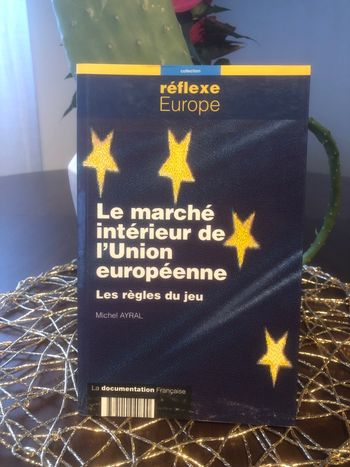 collection
réflexe
Europe
Le marché
intérieur de
l'Union
européenne
Les règles du jeu
Michel AYRAL
La documentation Française